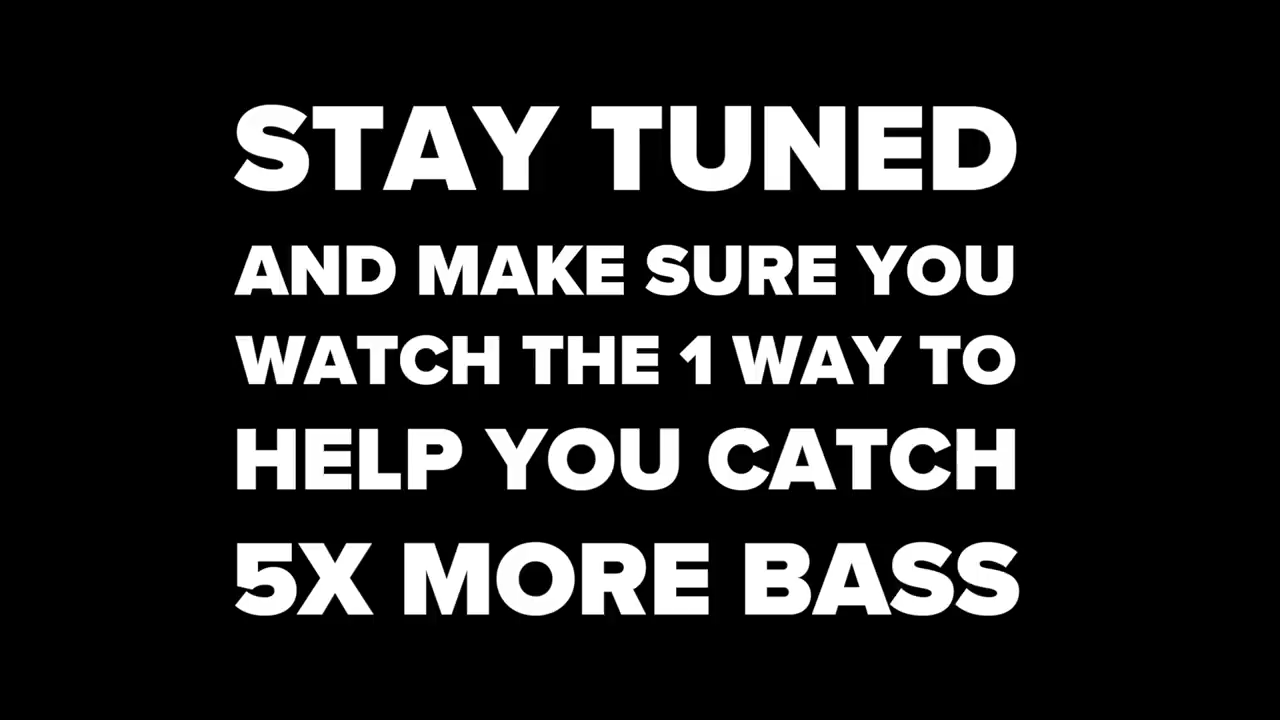 STAY TUNED
AND MAKE SURE YOU
WATCH THE 1 WAY TO
HELP YOU CATCH
5X MORE BASS